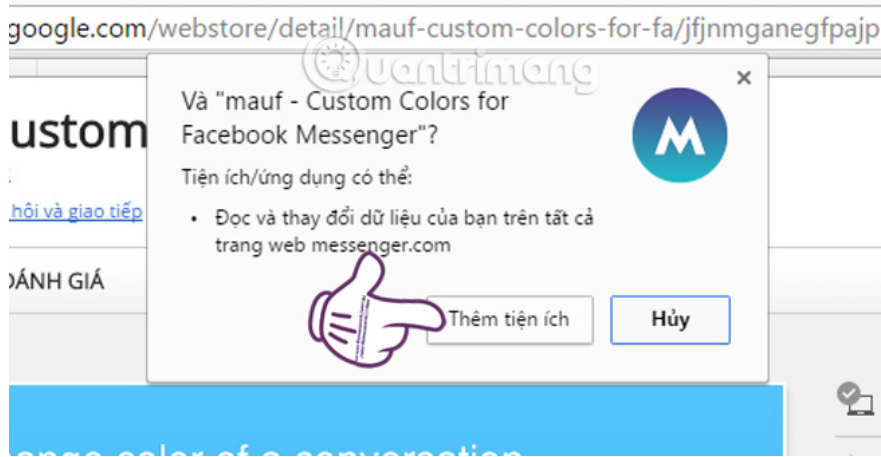 google.com/webstore/detail/mauf-custom-colors-for-fa/jfjnmganegfpajp
Quantrimang
Và "mauf - Custom Colors for
Facebook Messenger"?
ustom
Tiện ích/ứng dụng có thể:
hội và giao tiếp
• Đọc và thay đổi dữ liệu của bạn trên tất cả
trang web messenger.com
ĐÁNH GIÁ
Thêm tiện ích
Hủy
ange color of a conversation